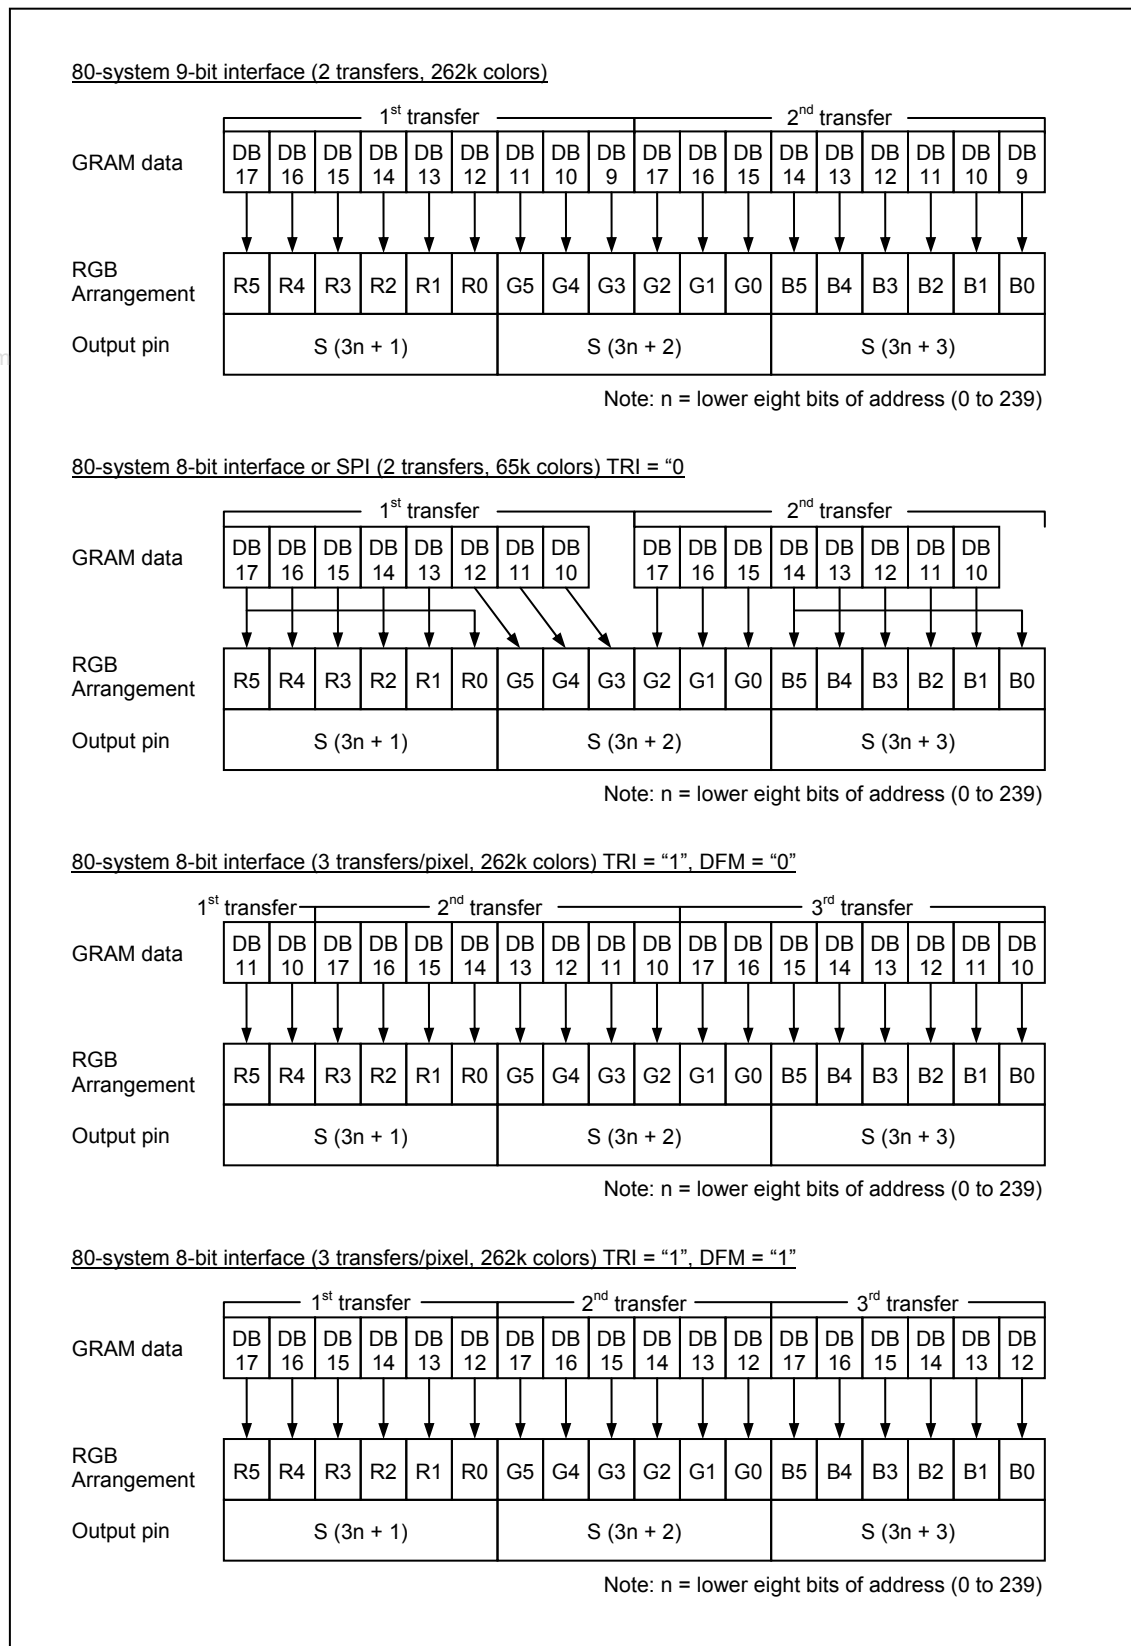 80-system 9-bit interface (2 transfers, 262k colors)
1st transfer 2nd transfer
GRAM data DB 17 DB 16 DB 15 DB 14 DB 13 DB 12 DB 11 DB 10 DB 9 DB 17 DB 16 DB 15 DB 14 DB 13 DB 12 DB 11 DB 10 DB 9
RGB Arrangement R5 R4 R3 R2 R1 R0 G5 G4 G3 G2 G1 G0 B5 B4 B3 B2 B1 B0
Output pin S (3n + 1) S (3n + 2) S (3n + 3)
Note: n = lower eight bits of address (0 to 239)
80-system 8-bit interface or SPI (2 transfers, 65k colors) TRI = “0
1st transfer 2nd transfer
GRAM data DB 17 DB 16 DB 15 DB 14 DB 13 DB 12 DB 11 DB 10 DB 17 DB 16 DB 15 DB 14 DB 13 DB 12 DB 11 DB 10
RGB Arrangement R5 R4 R3 R2 R1 R0 G5 G4 G3 G2 G1 G0 B5 B4 B3 B2 B1 B0
Output pin S (3n + 1) S (3n + 2) S (3n + 3)
Note: n = lower eight bits of address (0 to 239)
80-system 8-bit interface (3 transfers/pixel, 262k colors) TRI = “1”, DFM = “0”
1st transfer 2nd transfer 3rd transfer
GRAM data DB 11 DB 10 DB 17 DB 16 DB 15 DB 14 DB 13 DB 12 DB 11 DB 10 DB 17 DB 16 DB 15 DB 14 DB 13 DB 12 DB 11 DB 10
RGB Arrangement R5 R4 R3 R2 R1 R0 G5 G4 G3 G2 G1 G0 B5 B4 B3 B2 B1 B0
Output pin S (3n + 1) S (3n + 2) S (3n + 3)
Note: n = lower eight bits of address (0 to 239)
80-system 8-bit interface (3 transfers/pixel, 262k colors) TRI = “1”, DFM = “1”
1st transfer 2nd transfer 3rd transfer
GRAM data DB 17 DB 16 DB 15 DB 14 DB 13 DB 12 DB 17 DB 16 DB 15 DB 14 DB 13 DB 12 DB 17 DB 16 DB 15 DB 14 DB 13 DB 12
RGB Arrangement R5 R4 R3 R2 R1 R0 G5 G4 G3 G2 G1 G0 B5 B4 B3 B2 B1 B0
Output pin S (3n + 1) S (3n + 2) S (3n + 3)
Note: n = lower eight bits of address (0 to 239)